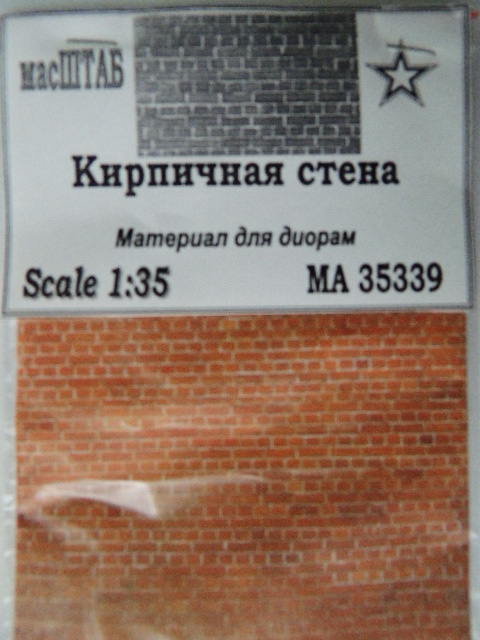 масШТАБ
Кирпичная стена
Материал для диорам
Scale 1:35 MA 35339